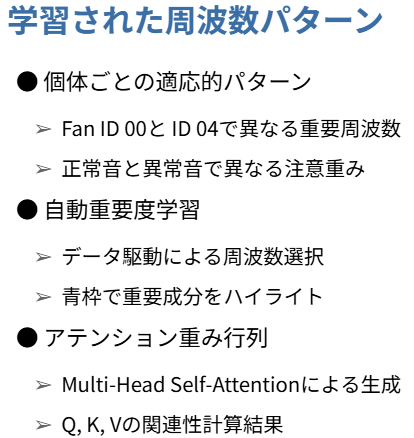 学習された周波数パターン
● 個体ごとの適応的パターン
➢ Fan ID 00と ID 04で異なる重要周波数
➢ 正常音と異常音で異なる注意重み
● 自動重要度学習
➢ データ駆動による周波数選択
➢ 青枠で重要成分をハイライト
● アテンション重み行列
➢ Multi-Head Self-Attentionによる生成
➢ Q, K, Vの関連性計算結果